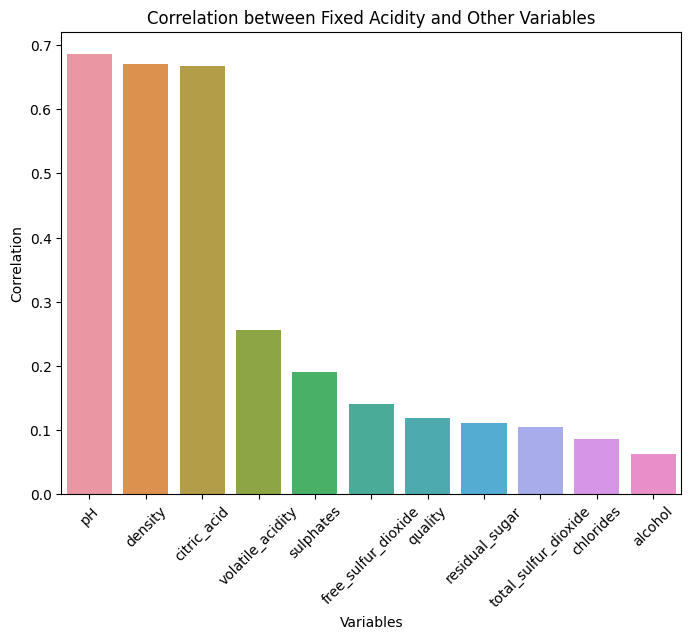 Correlation between Fixed Acidity and Other Variables
Correlation
0.7
0.6
0.5
0.4
0.3
0.2
0.1
0.0
pH
density
citric_acid
volatile_acidity
sulphates
free_sulfur_dioxide
quality
residual_sugar
total_sulfur_dioxide
chlorides
alcohol
Variables